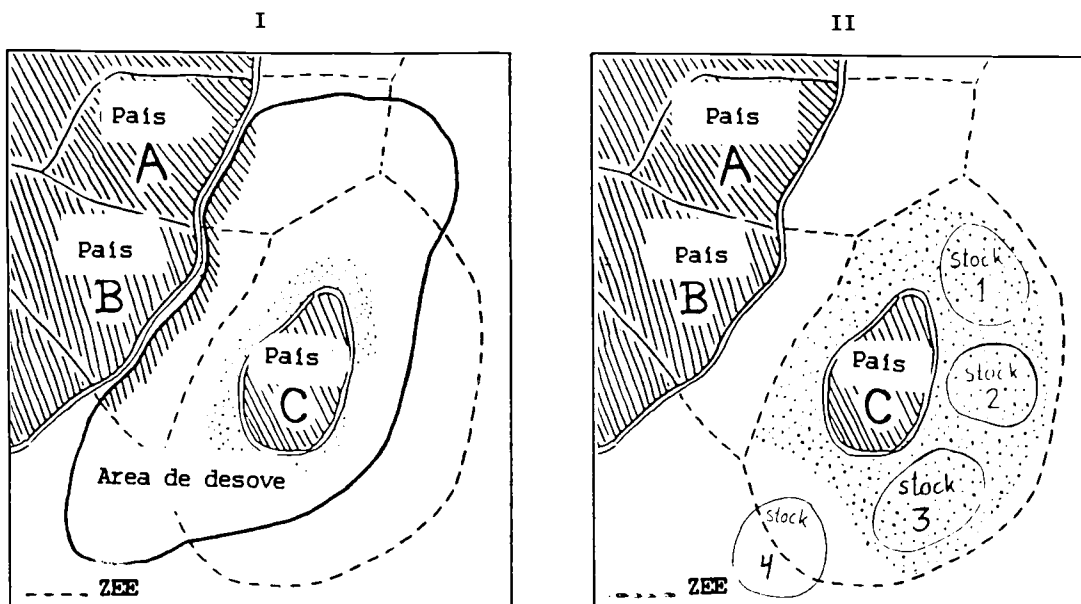 I
País
A
País
B
País
C
Area de desove
ZEE
II
País
A
País
B
País
C
stock
1
stock
2
stock
3
stock
4
ZEE